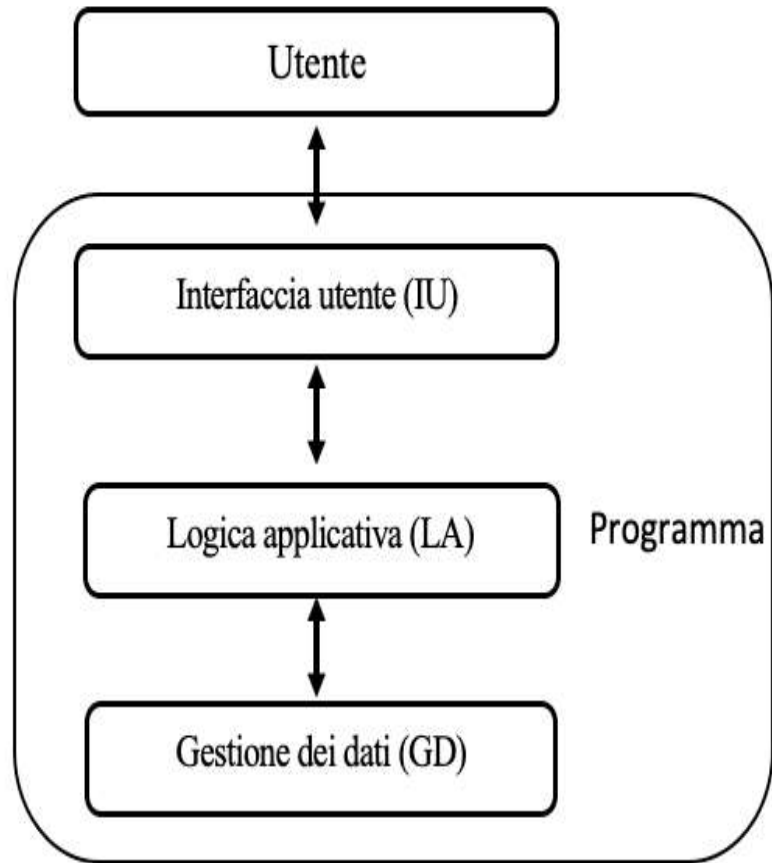 Utente
Interfaccia utente (IU)
Logica applicativa (LA)
Programma
Gestione dei dati (GD)